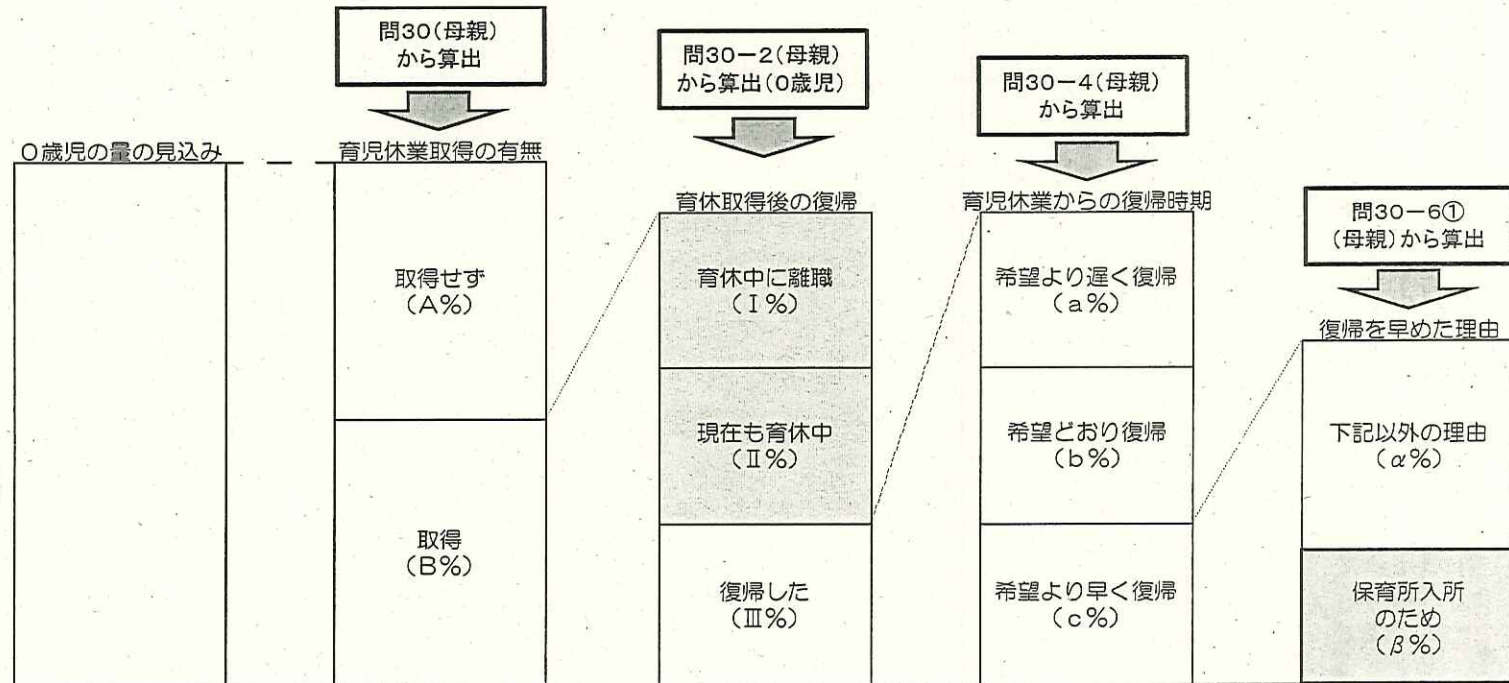 問30(母親)
から算出
問30－2(母親)
から算出(0歳児)
問30－4(母親)
から算出
問30－6①
(母親)から算出
0歳児の量の見込み
育児休業取得の有無
取得せず
(A%)
取得
(B%)
育休取得後の復帰
育休中に離職
(Ⅰ%)
現在も育休中
(Ⅱ%)
復帰した
(Ⅲ%)
育児休業からの復帰時期
希望より遅く復帰
(a%)
希望どおり復帰
(b%)
希望より早く復帰
(c%)
復帰を早めた理由
下記以外の理由
(α%)
保育所入所
のため
(β%)